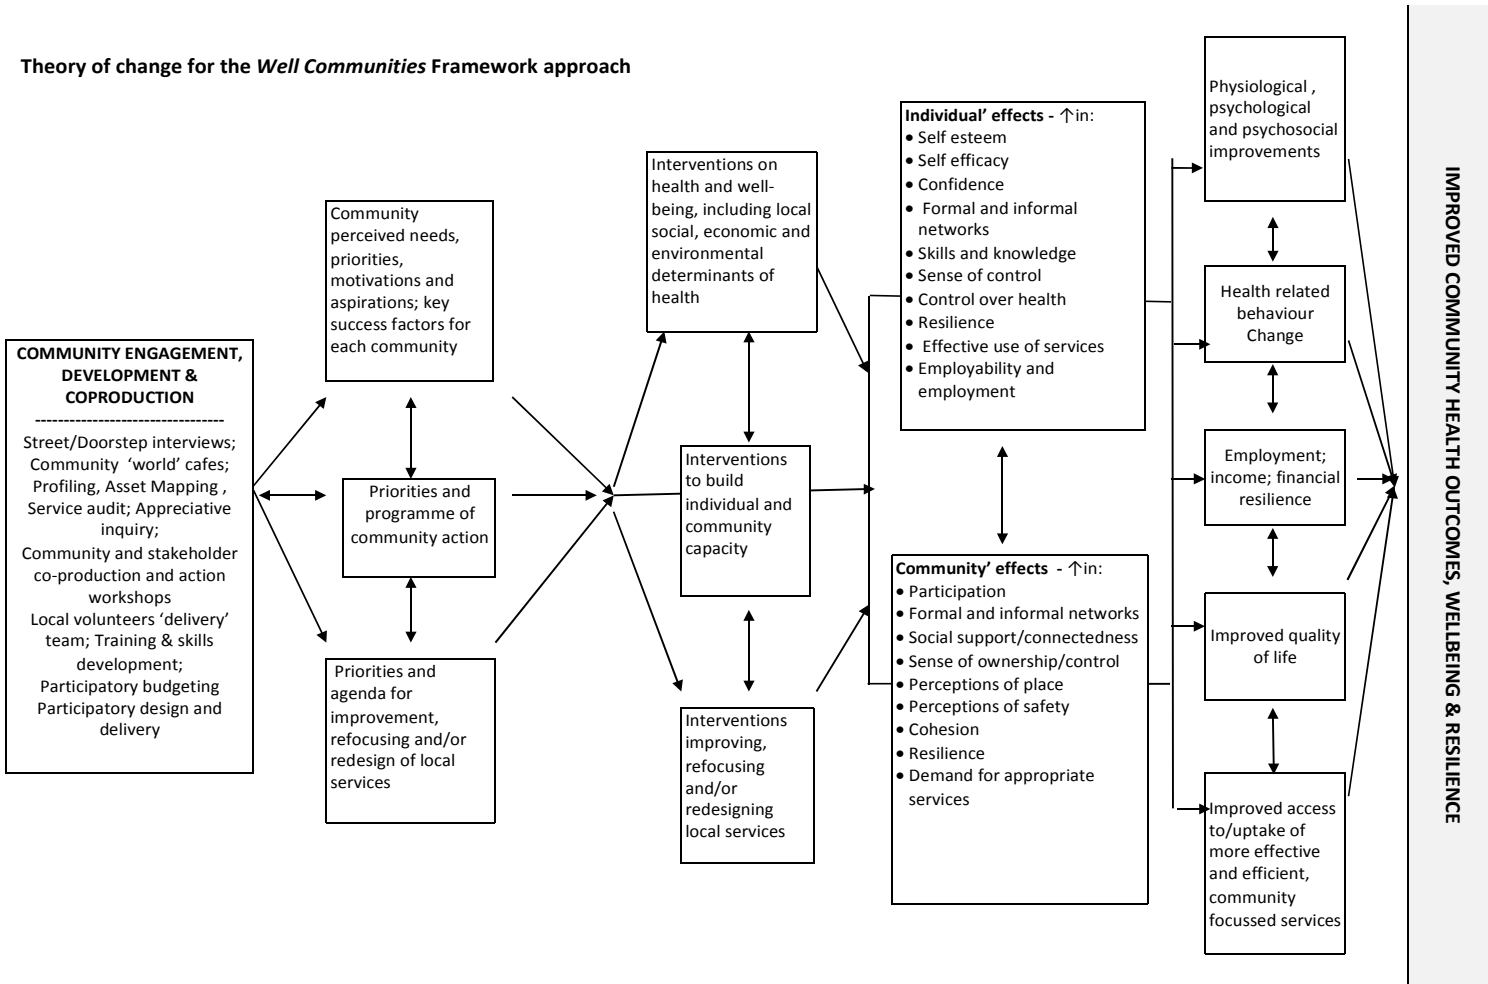 Theory of change for the Well Communities Framework approach
COMMUNITY ENGAGEMENT,
DEVELOPMENT &
COPRODUCTION
---------------------------------
Street/Doorstep interviews;
Community ‘world’ cafes;
Profiling, Asset Mapping ,
Service audit; Appreciative
inquiry;
Community and stakeholder
co-production and action
workshops
Local volunteers ‘delivery’
team; Training & skills
development;
Participatory budgeting
Participatory design and
delivery
Community
perceived needs,
priorities,
motivations and
aspirations; key
success factors for
each community
Priorities and
programme of
community action
Priorities and
agenda for
improvement,
refocusing and/or
redesign of local
services
Interventions on
health and well-
being, including local
social, economic and
environmental
determinants of
health
Interventions
to build
individual and
community
capacity
Interventions
improving,
refocusing
and/or
redesigning
local services
Individual’ effects - ↑in:
• Self esteem
• Self efficacy
• Confidence
• Formal and informal
networks
• Skills and knowledge
• Sense of control
• Control over health
• Resilience
• Effective use of services
• Employability and
employment
Community’ effects - ↑in:
• Participation
• Formal and informal networks
• Social support/connectedness
• Sense of ownership/control
• Perceptions of place
• Perceptions of safety
• Cohesion
• Resilience
• Demand for appropriate
services
Physiological ,
psychological
and psychosocial
improvements
Health related
behaviour
Change
Employment;
income; financial
resilience
Improved quality
of life
Improved access
to/uptake of
more effective
and efficient,
community
focussed services
IMPROVED COMMUNITY HEALTH OUTCOMES, WELLBEING & RESILIENCE